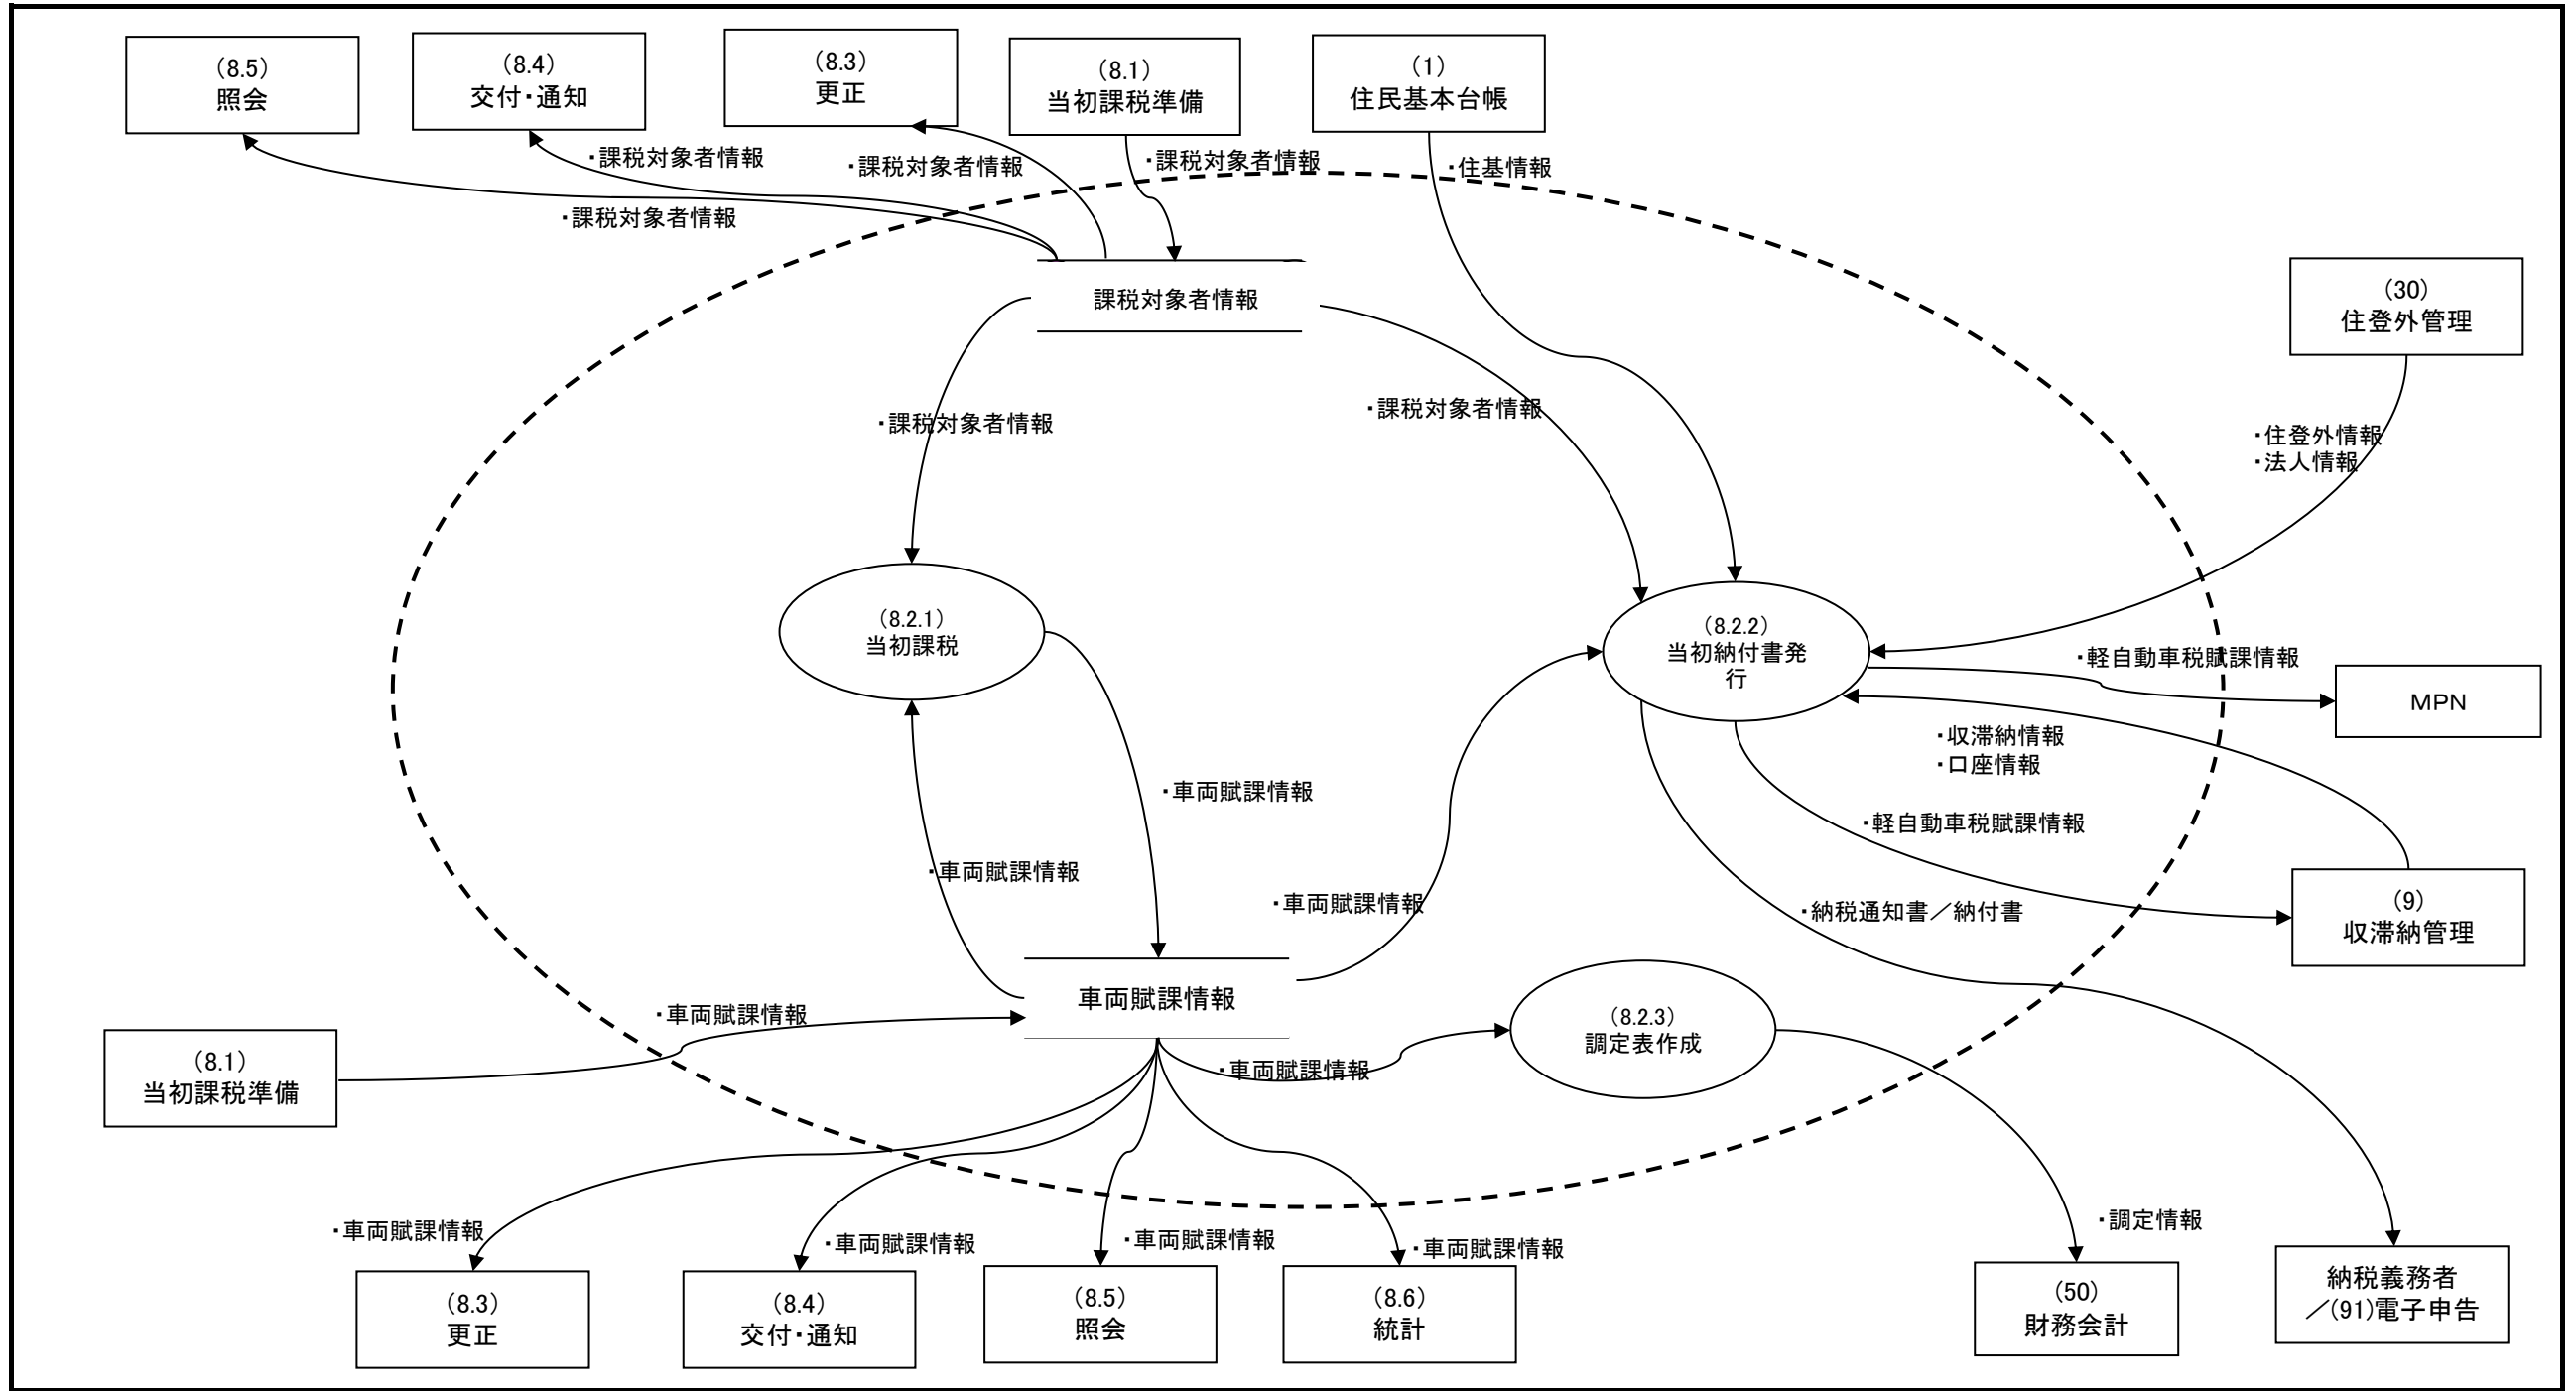 （8.5）
照会
（8.4）
交付・通知
（8.3）
更正
（8.1）
当初課税準備
（1）
住民基本台帳
・課税対象者情報
・課税対象者情報
・課税対象者情報
・住基情報
・課税対象者情報
課税対象者情報
（30）
住登外管理
・課税対象者情報
・課税対象者情報
・住登外情報
・法人情報
（8.2.1）
当初課税
（8.2.2）
当初納付書発
行
・軽自動車税賦課情報
MPN
・収滞納情報
・口座情報
・車両賦課情報
・軽自動車税賦課情報
・車両賦課情報
・車両賦課情報
・納税通知書／納付書
（9）
収滞納管理
車両賦課情報
・車両賦課情報
（8.2.3）
調定表作成
（8.1）
当初課税準備
・車両賦課情報
・車両賦課情報
・車両賦課情報
・車両賦課情報
・車両賦課情報
・調定情報
（8.3）
更正
（8.4）
交付・通知
（8.5）
照会
（8.6）
統計
（50）
財務会計
納税義務者
／(91)電子申告